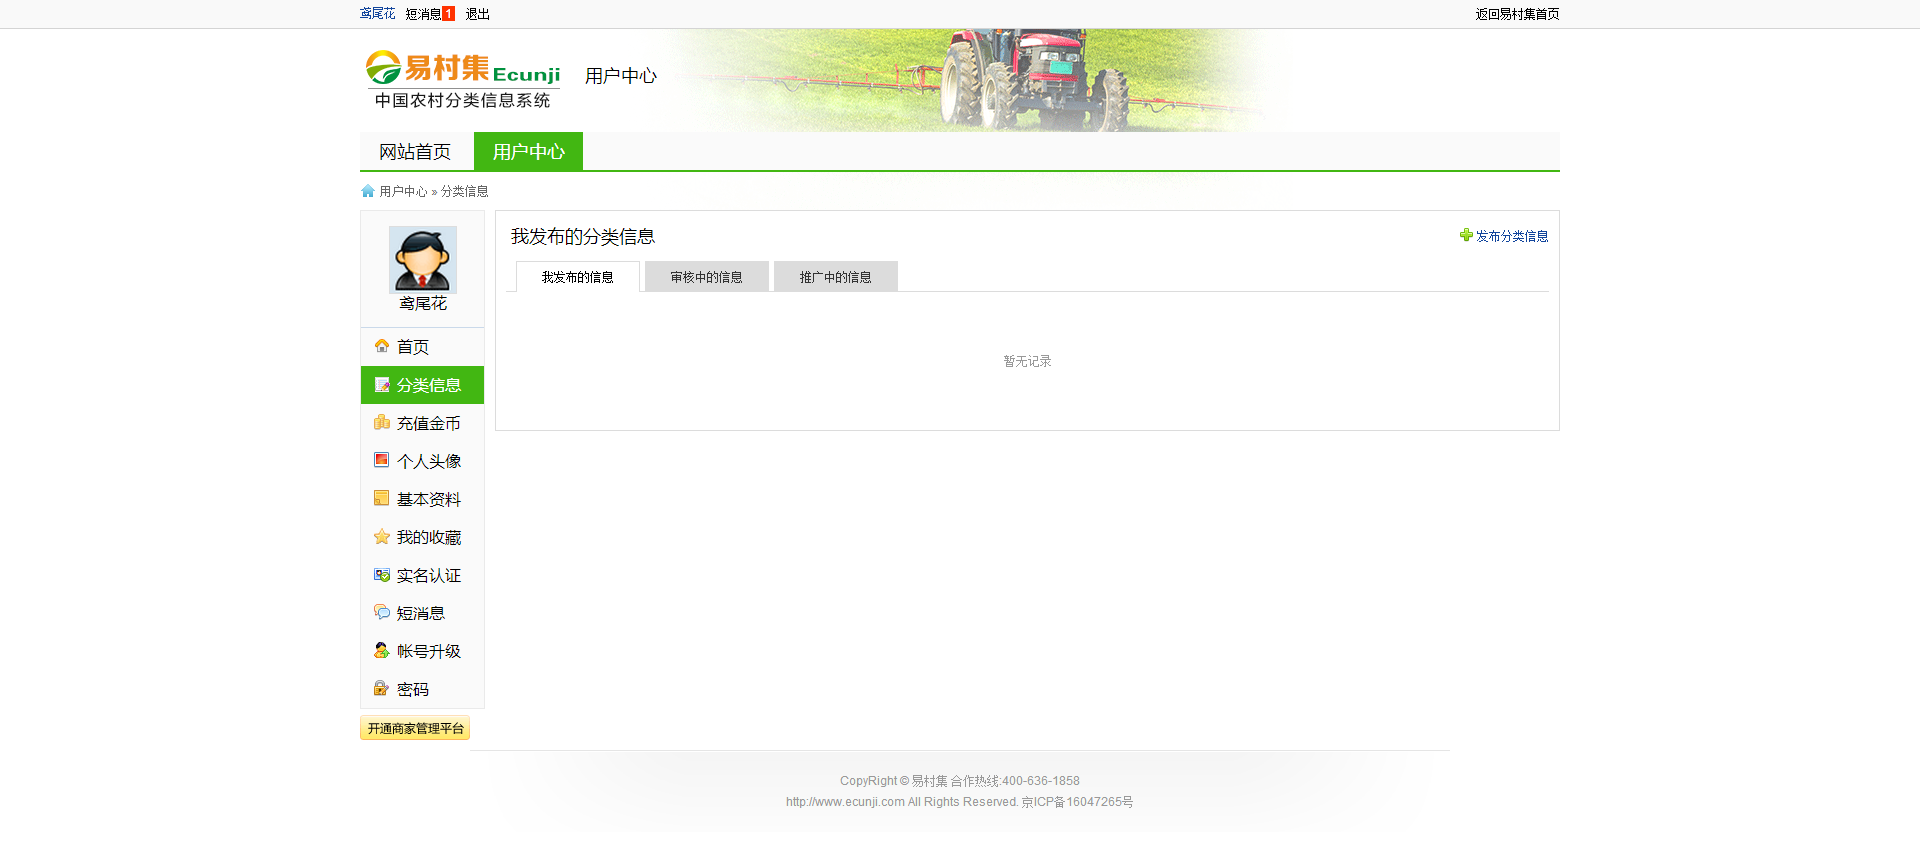 鸢尾花 短消息1 退出 返回易村集首页
易村集Ecunji 用户中心
中国农村分类信息系统
网站首页 用户中心
用户中心 » 分类信息
我发布的分类信息 发布分类信息
我发布的信息 审核中的信息 推广中的信息
鸢尾花
首页
暂无记录
分类信息
充值金币
个人头像
基本资料
我的收藏
实名认证
短消息
帐号升级
密码
开通商家管理平台
CopyRight © 易村集 合作热线:400-636-1858
http://www.ecunji.com All Rights Reserved. 京ICP备16047265号